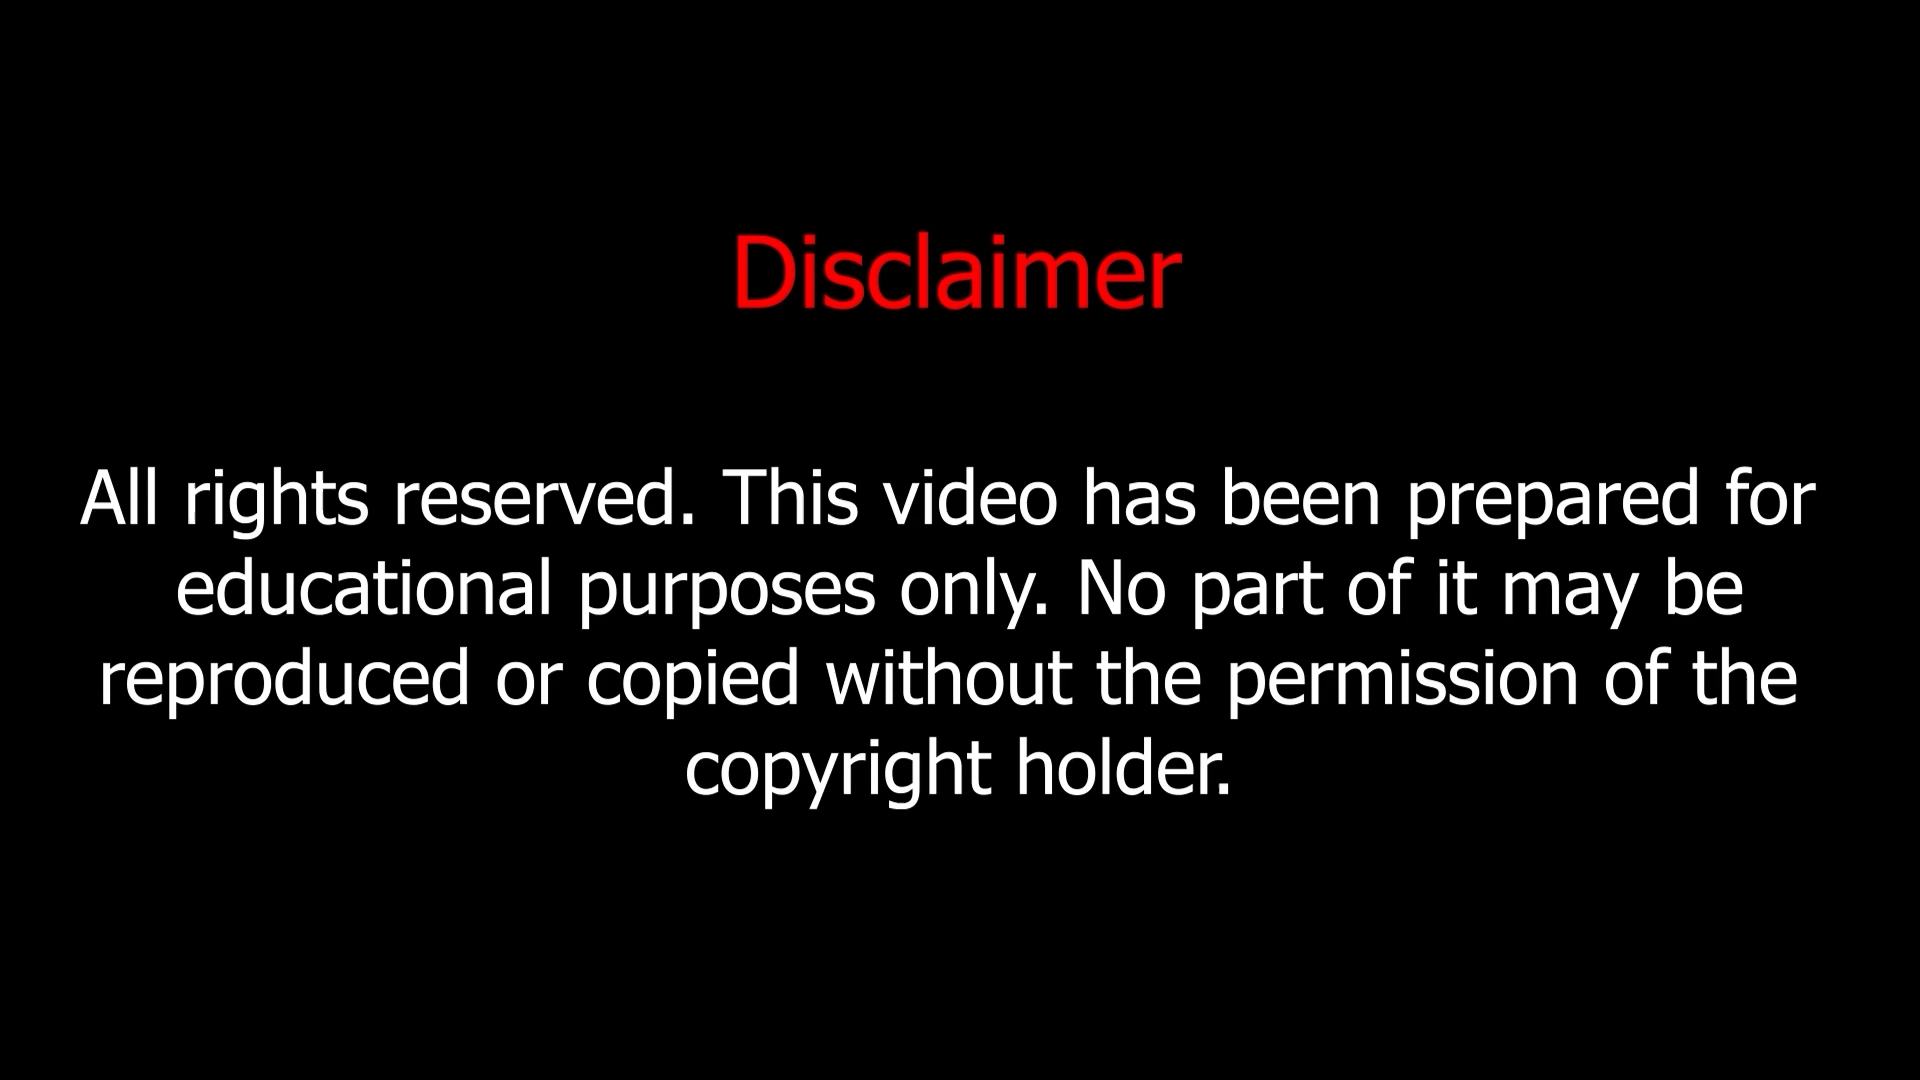 Disclaimer
All rights reserved. This video has been prepared for
educational purposes only. No part of it may be
reproduced or copied without the permission of the
copyright holder.